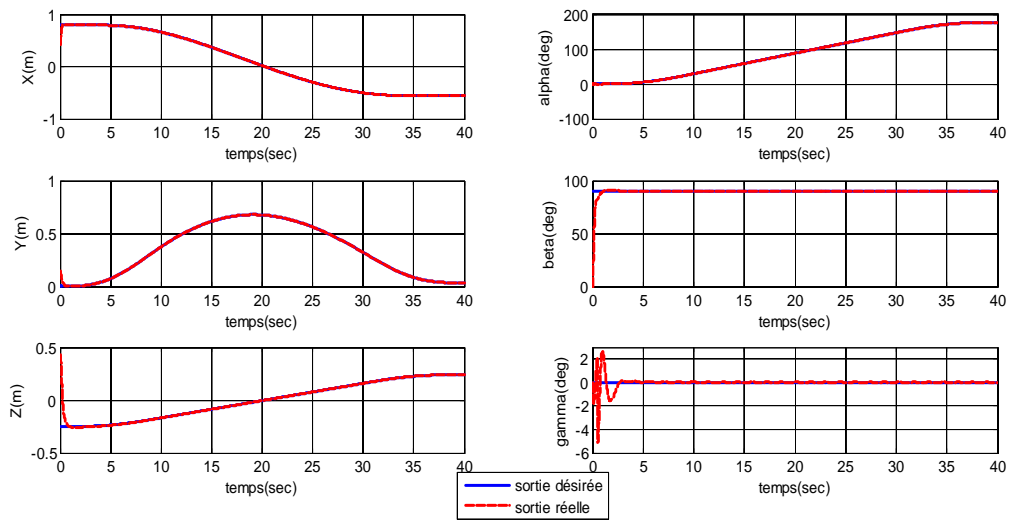 X(m)
1
0
-1
0 5 10 15 20 25 30 35 40
temps(sec)
alpha(deg)
200
100
0
-100
0 5 10 15 20 25 30 35 40
temps(sec)
Y(m)
1
0.5
0
0 5 10 15 20 25 30 35 40
temps(sec)
beta(deg)
100
50
0
0 5 10 15 20 25 30 35 40
temps(sec)
Z(m)
0.5
0
-0.5
0 5 10 15 20 25 30 35 40
temps(sec)
gamma(deg)
2
0
-2
-4
-6
0 5 10 15 20 25 30 35 40
temps(sec)
sortie désirée
sortie réelle